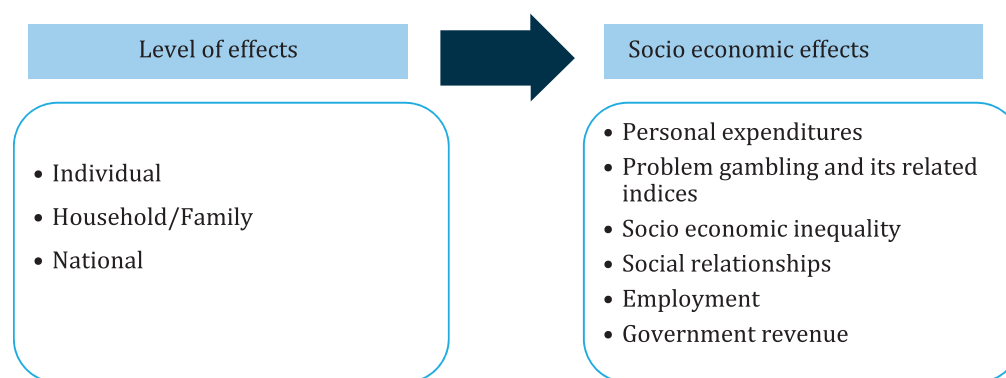 Level of effects
Socio economic effects
• Individual
• Household/Family
• National
• Personal expenditures
• Problem gambling and its related
indices
• Socio economic inequality
• Social relationships
• Employment
• Government revenue